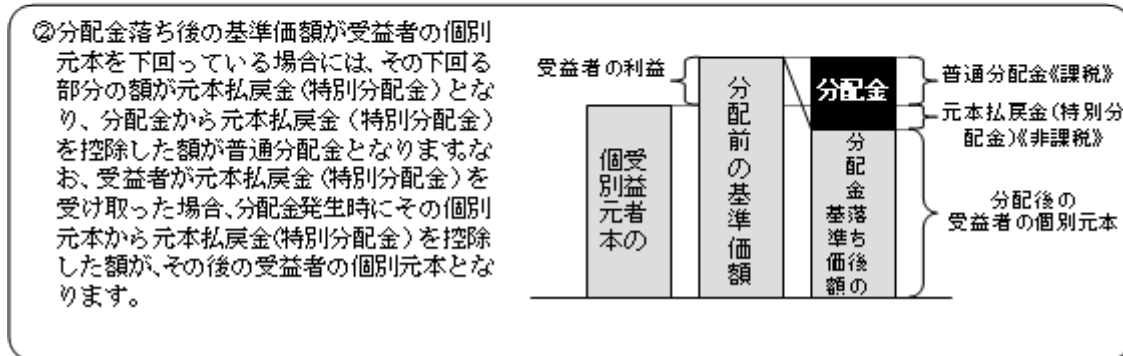 ②分配金落ち後の基準価額が受益者の個別
元本を下回っている場合には、その下回る
部分の額が元本払戻金(特別分配金)とな
り、分配金から元本払戻金(特別分配金)
を控除した額が普通分配金となります。な
お、受益者が元本払戻金(特別分配金)を
受け取った場合、分配金発生時にその個別
元本から元本払戻金(特別分配金)を控除
した額が、その後の受益者の個別元本とな
ります。
受益者の利益
受益者の
個別元本
分配前の基準価額
分配金
分配金落ち後の
基準価額
普通分配金《課税》
元本払戻金(特別分
配金)《非課税》
分配後の
受益者の個別元本